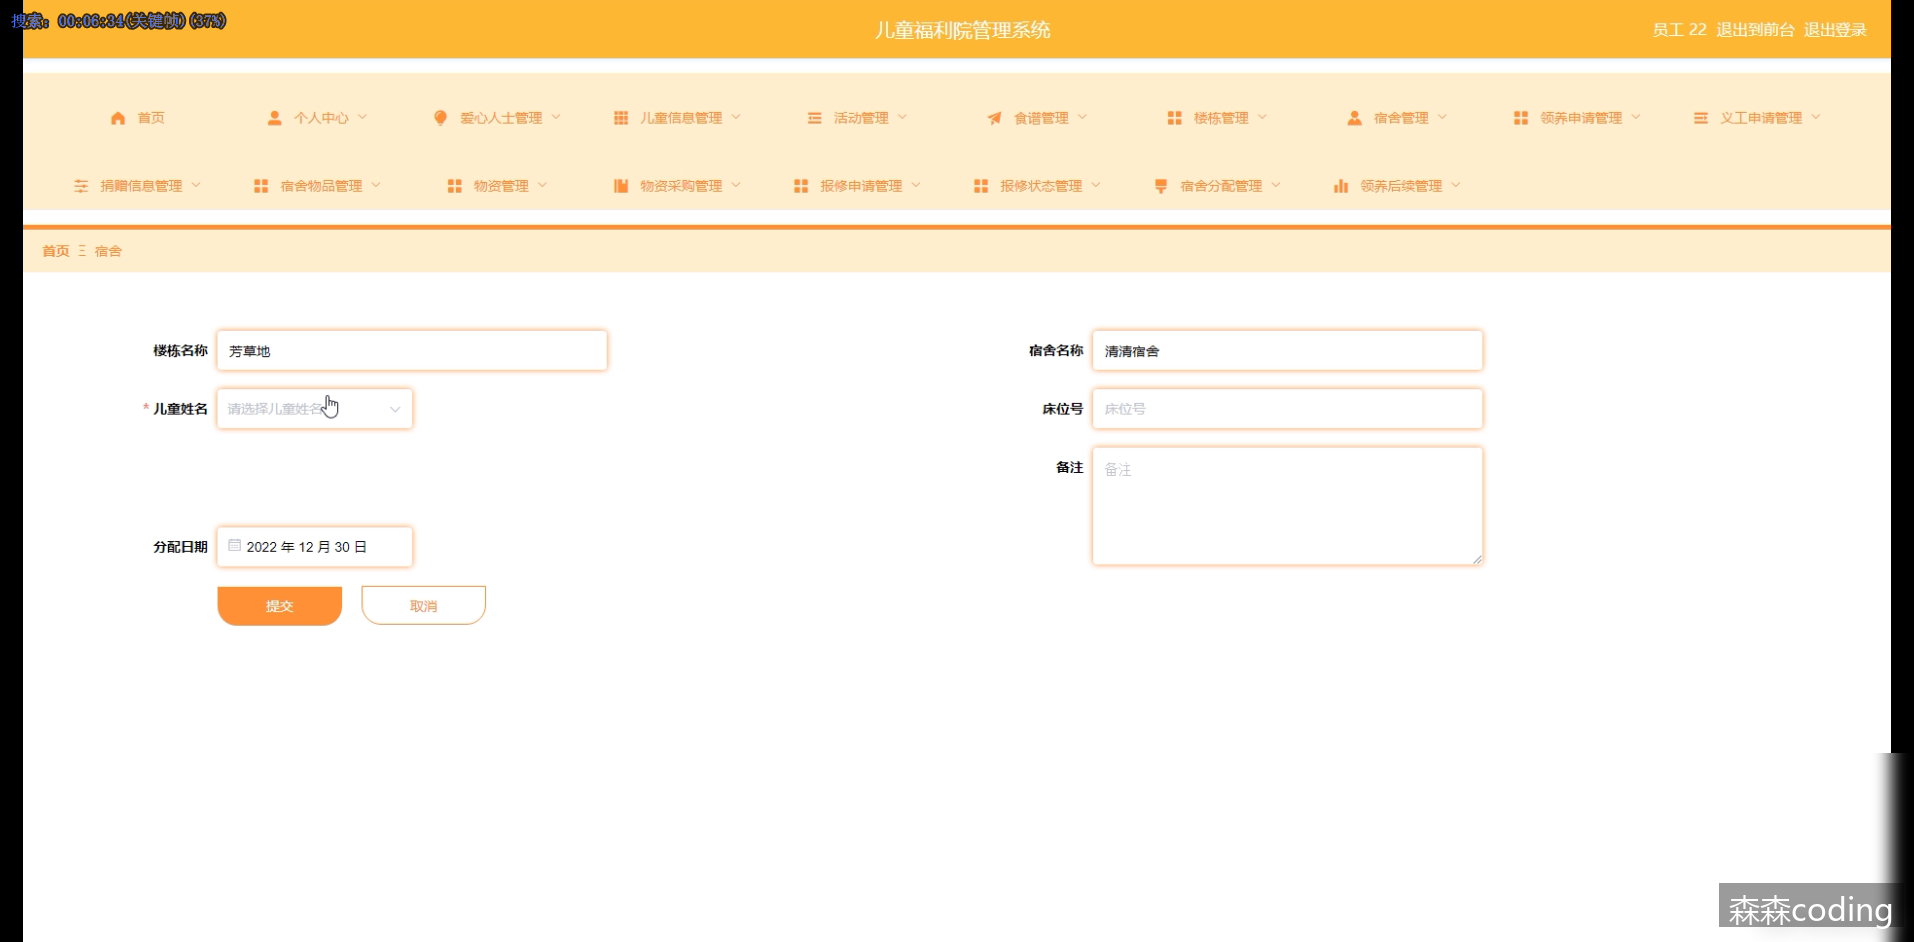 搜索: 00:06:34(关键帧)(37%)
儿童福利院管理系统
员工 22 退出到前台 退出登录
首页 个人中心 爱心人士管理 儿童信息管理 活动管理 食谱管理 楼栋管理 宿舍管理 领养申请管理 义工申请管理
捐赠信息管理 宿舍物品管理 物资管理 物资采购管理 报修申请管理 报修状态管理 宿舍分配管理 领养后续管理
首页 Ξ 宿舍
楼栋名称 芳草地 宿舍名称 清清宿舍
* 儿童姓名 请选择儿童姓名 床位号 床位号
备注 备注
分配日期 2022 年 12 月 30 日
提交 取消
森森coding